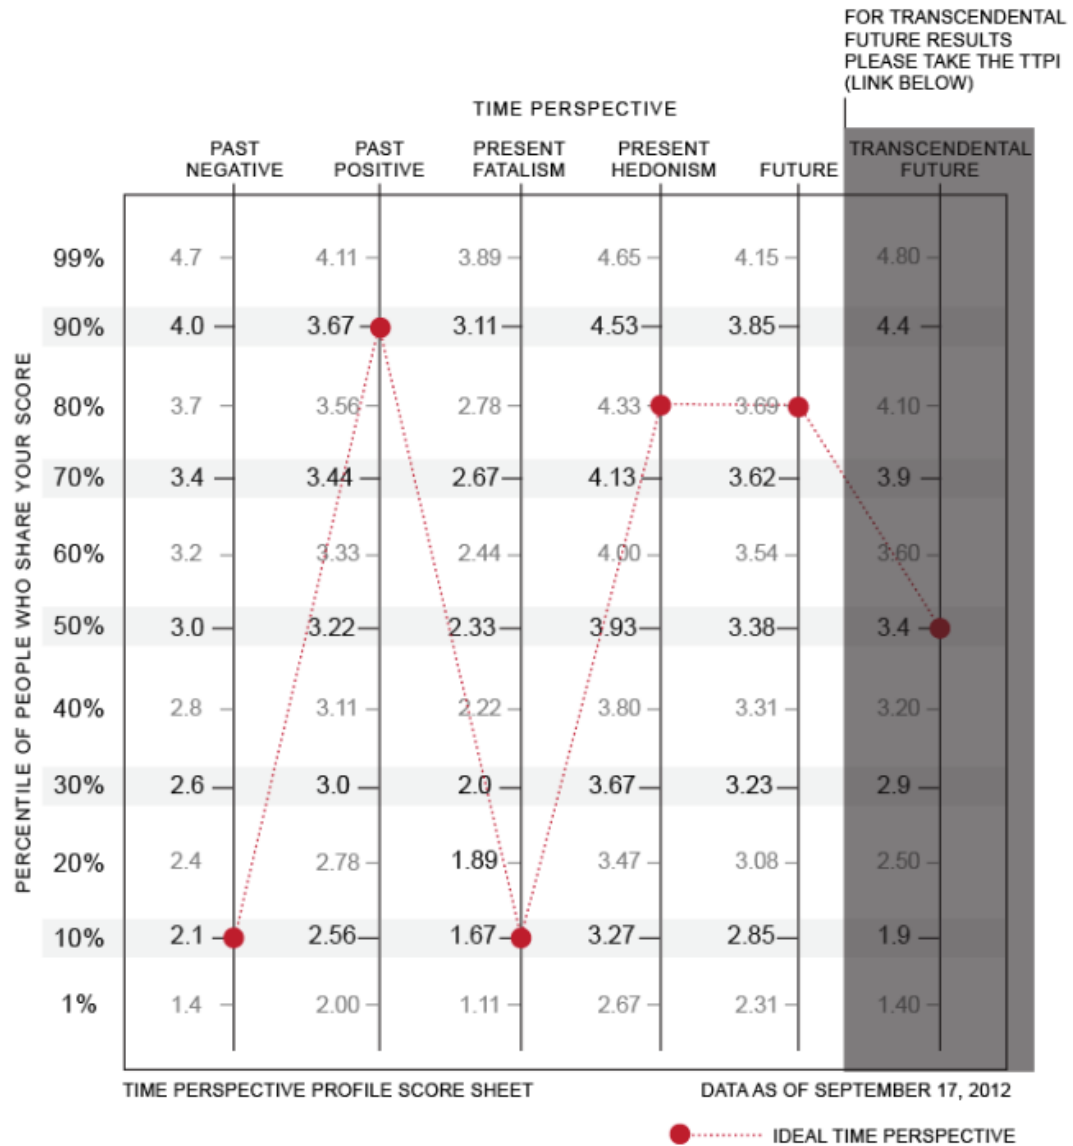 FOR TRANSCENDENTAL
FUTURE RESULTS
PLEASE TAKE THE TTPI
(LINK BELOW)
TIME PERSPECTIVE
PAST
NEGATIVE
PAST
POSITIVE
PRESENT
FATALISM
PRESENT
HEDONISM
FUTURE
TRANSCENDENTAL
FUTURE
PERCENTILE OF PEOPLE WHO SHARE YOUR SCORE
99% 4.7 4.11 3.89 4.65 4.15 4.80
90% 4.0 3.67 3.11 4.53 3.85 4.4
80% 3.7 3.56 2.78 4.33 3.69 4.10
70% 3.4 3.44 2.67 4.13 3.62 3.9
60% 3.2 3.33 2.44 4.00 3.54 3.60
50% 3.0 3.22 2.33 3.93 3.38 3.4
40% 2.8 3.11 2.22 3.80 3.31 3.20
30% 2.6 3.0 2.0 3.67 3.23 2.9
20% 2.4 2.78 1.89 3.47 3.08 2.50
10% 2.1 2.56 1.67 3.27 2.85 1.9
1% 1.4 2.00 1.11 2.67 2.31 1.40
TIME PERSPECTIVE PROFILE SCORE SHEET
DATA AS OF SEPTEMBER 17, 2012
IDEAL TIME PERSPECTIVE